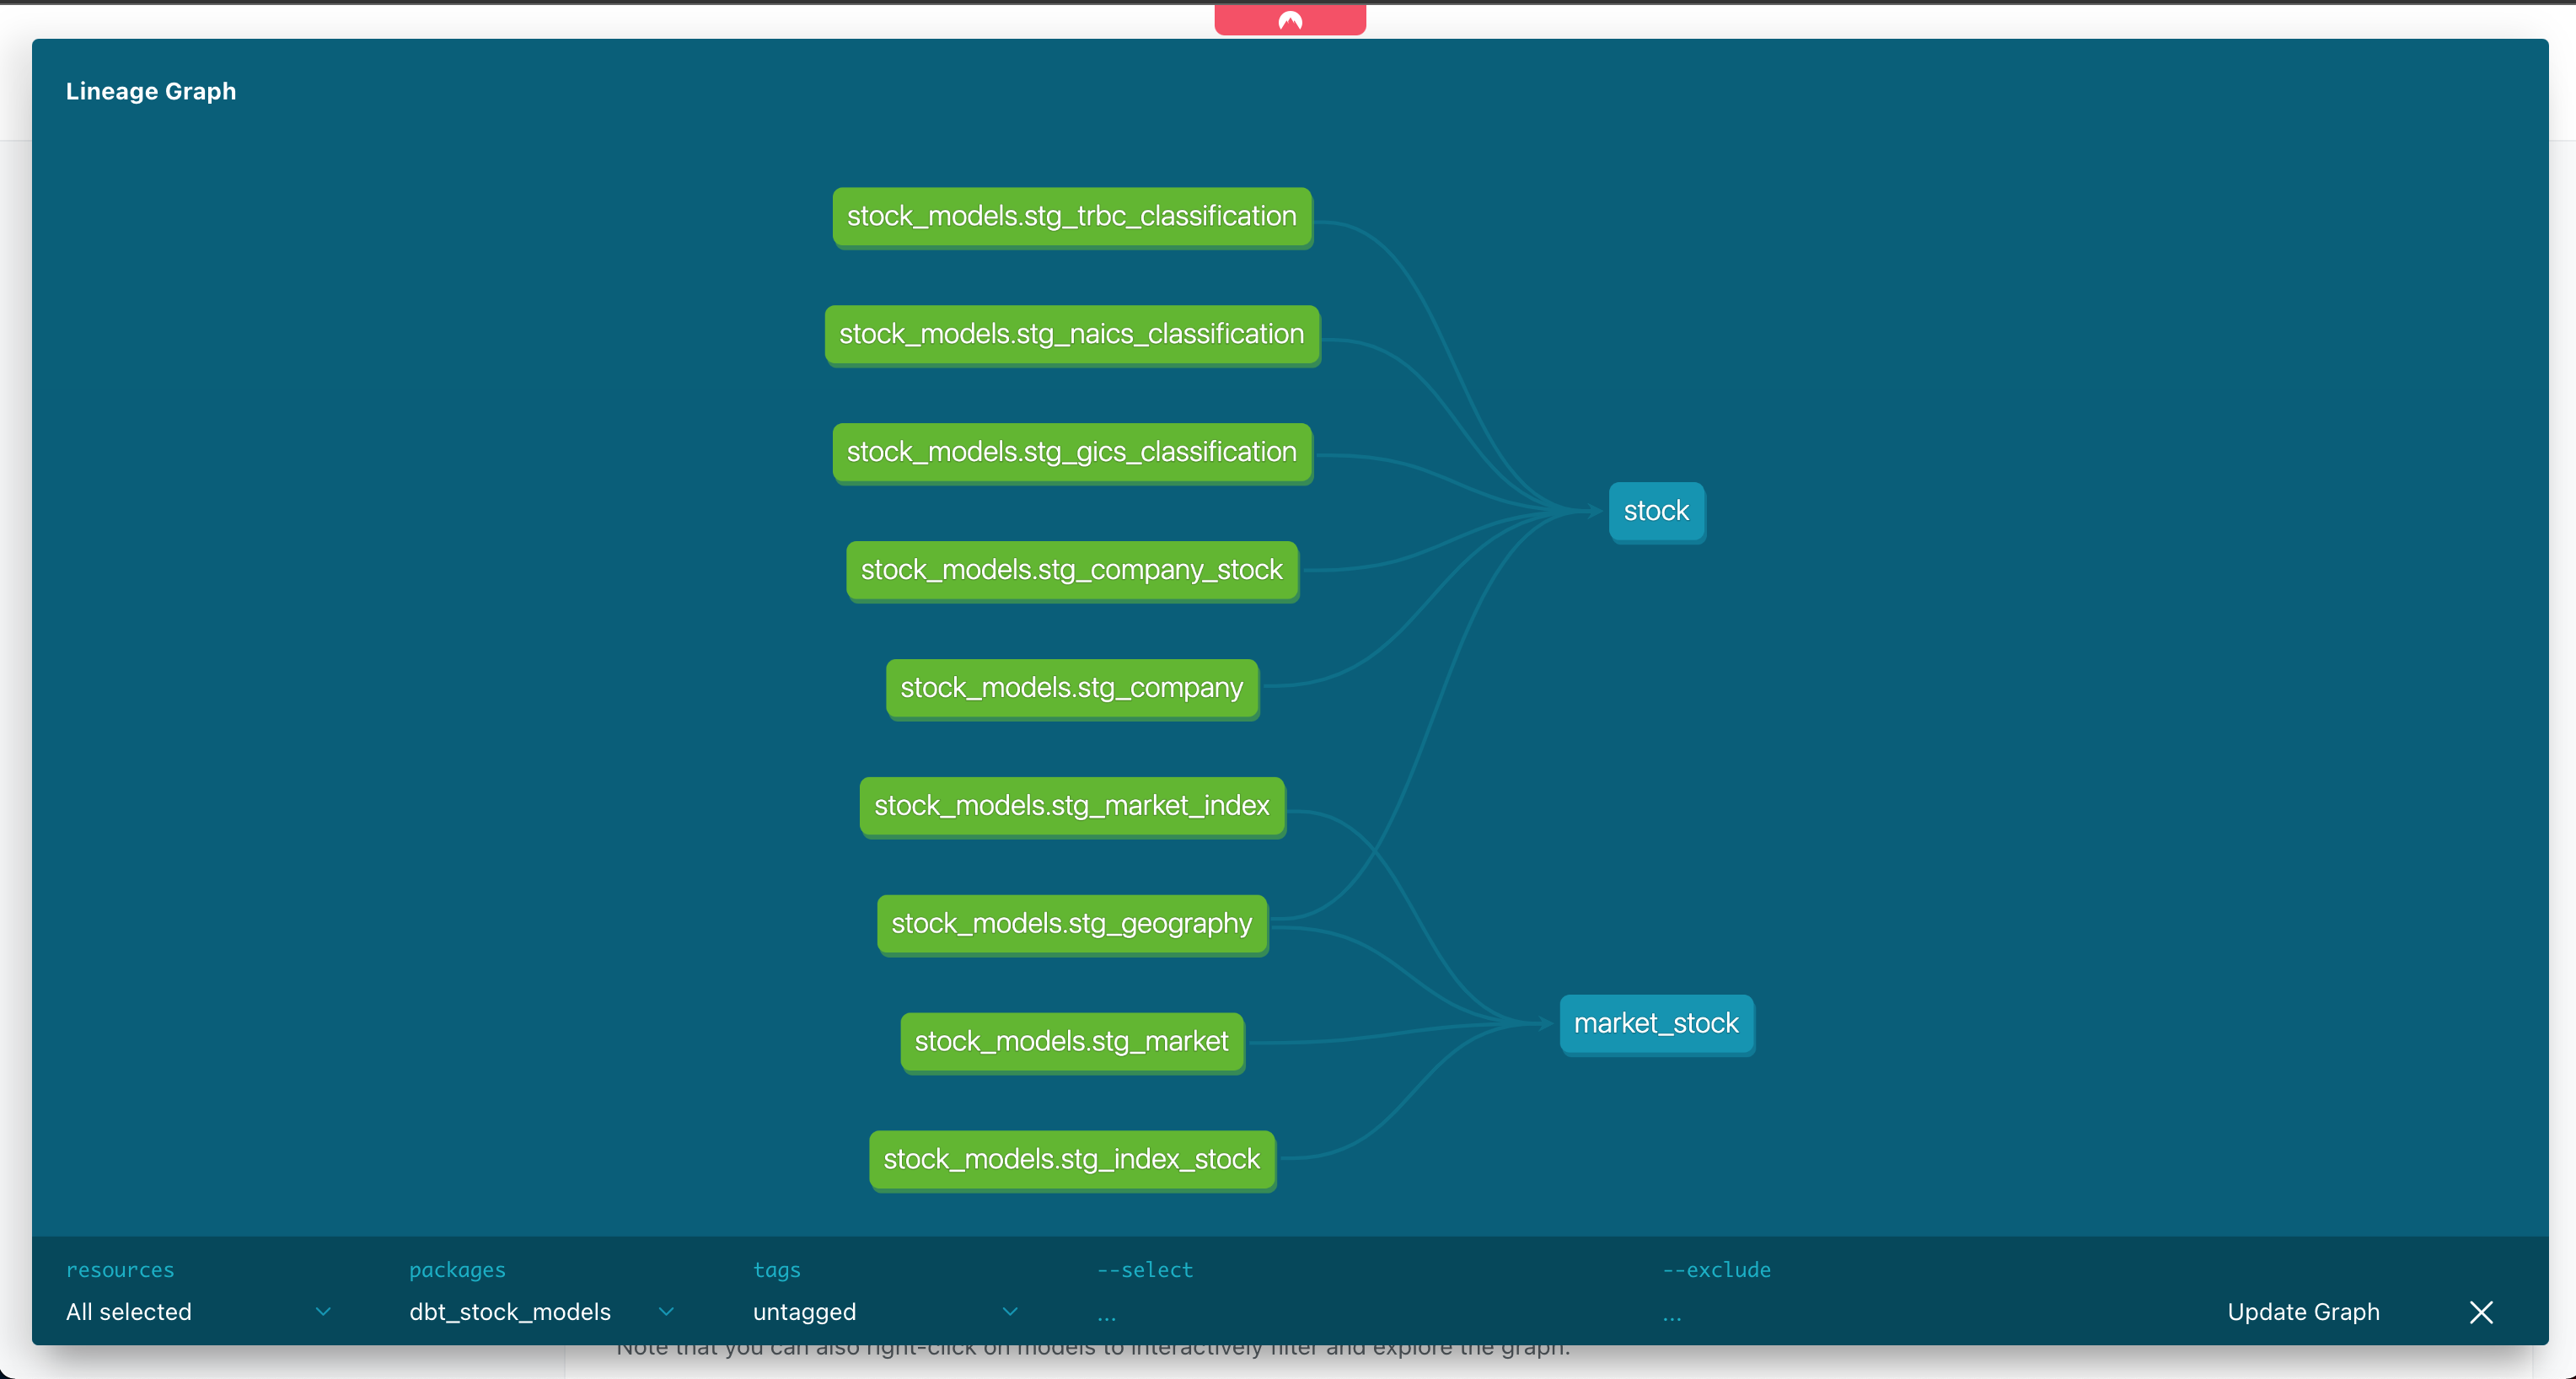 Lineage Graph
stock_models.stg_trbc_classification
stock_models.stg_naics_classification
stock_models.stg_gics_classification
stock_models.stg_company_stock
stock_models.stg_company
stock_models.stg_market_index
stock_models.stg_geography
stock_models.stg_market
stock_models.stg_index_stock
stock
market_stock
resources
All selected
packages
dbt_stock_models
tags
untagged
--select
...
--exclude
...
Update Graph
Note that you can also right-click on models to interactively filter and explore the graph.